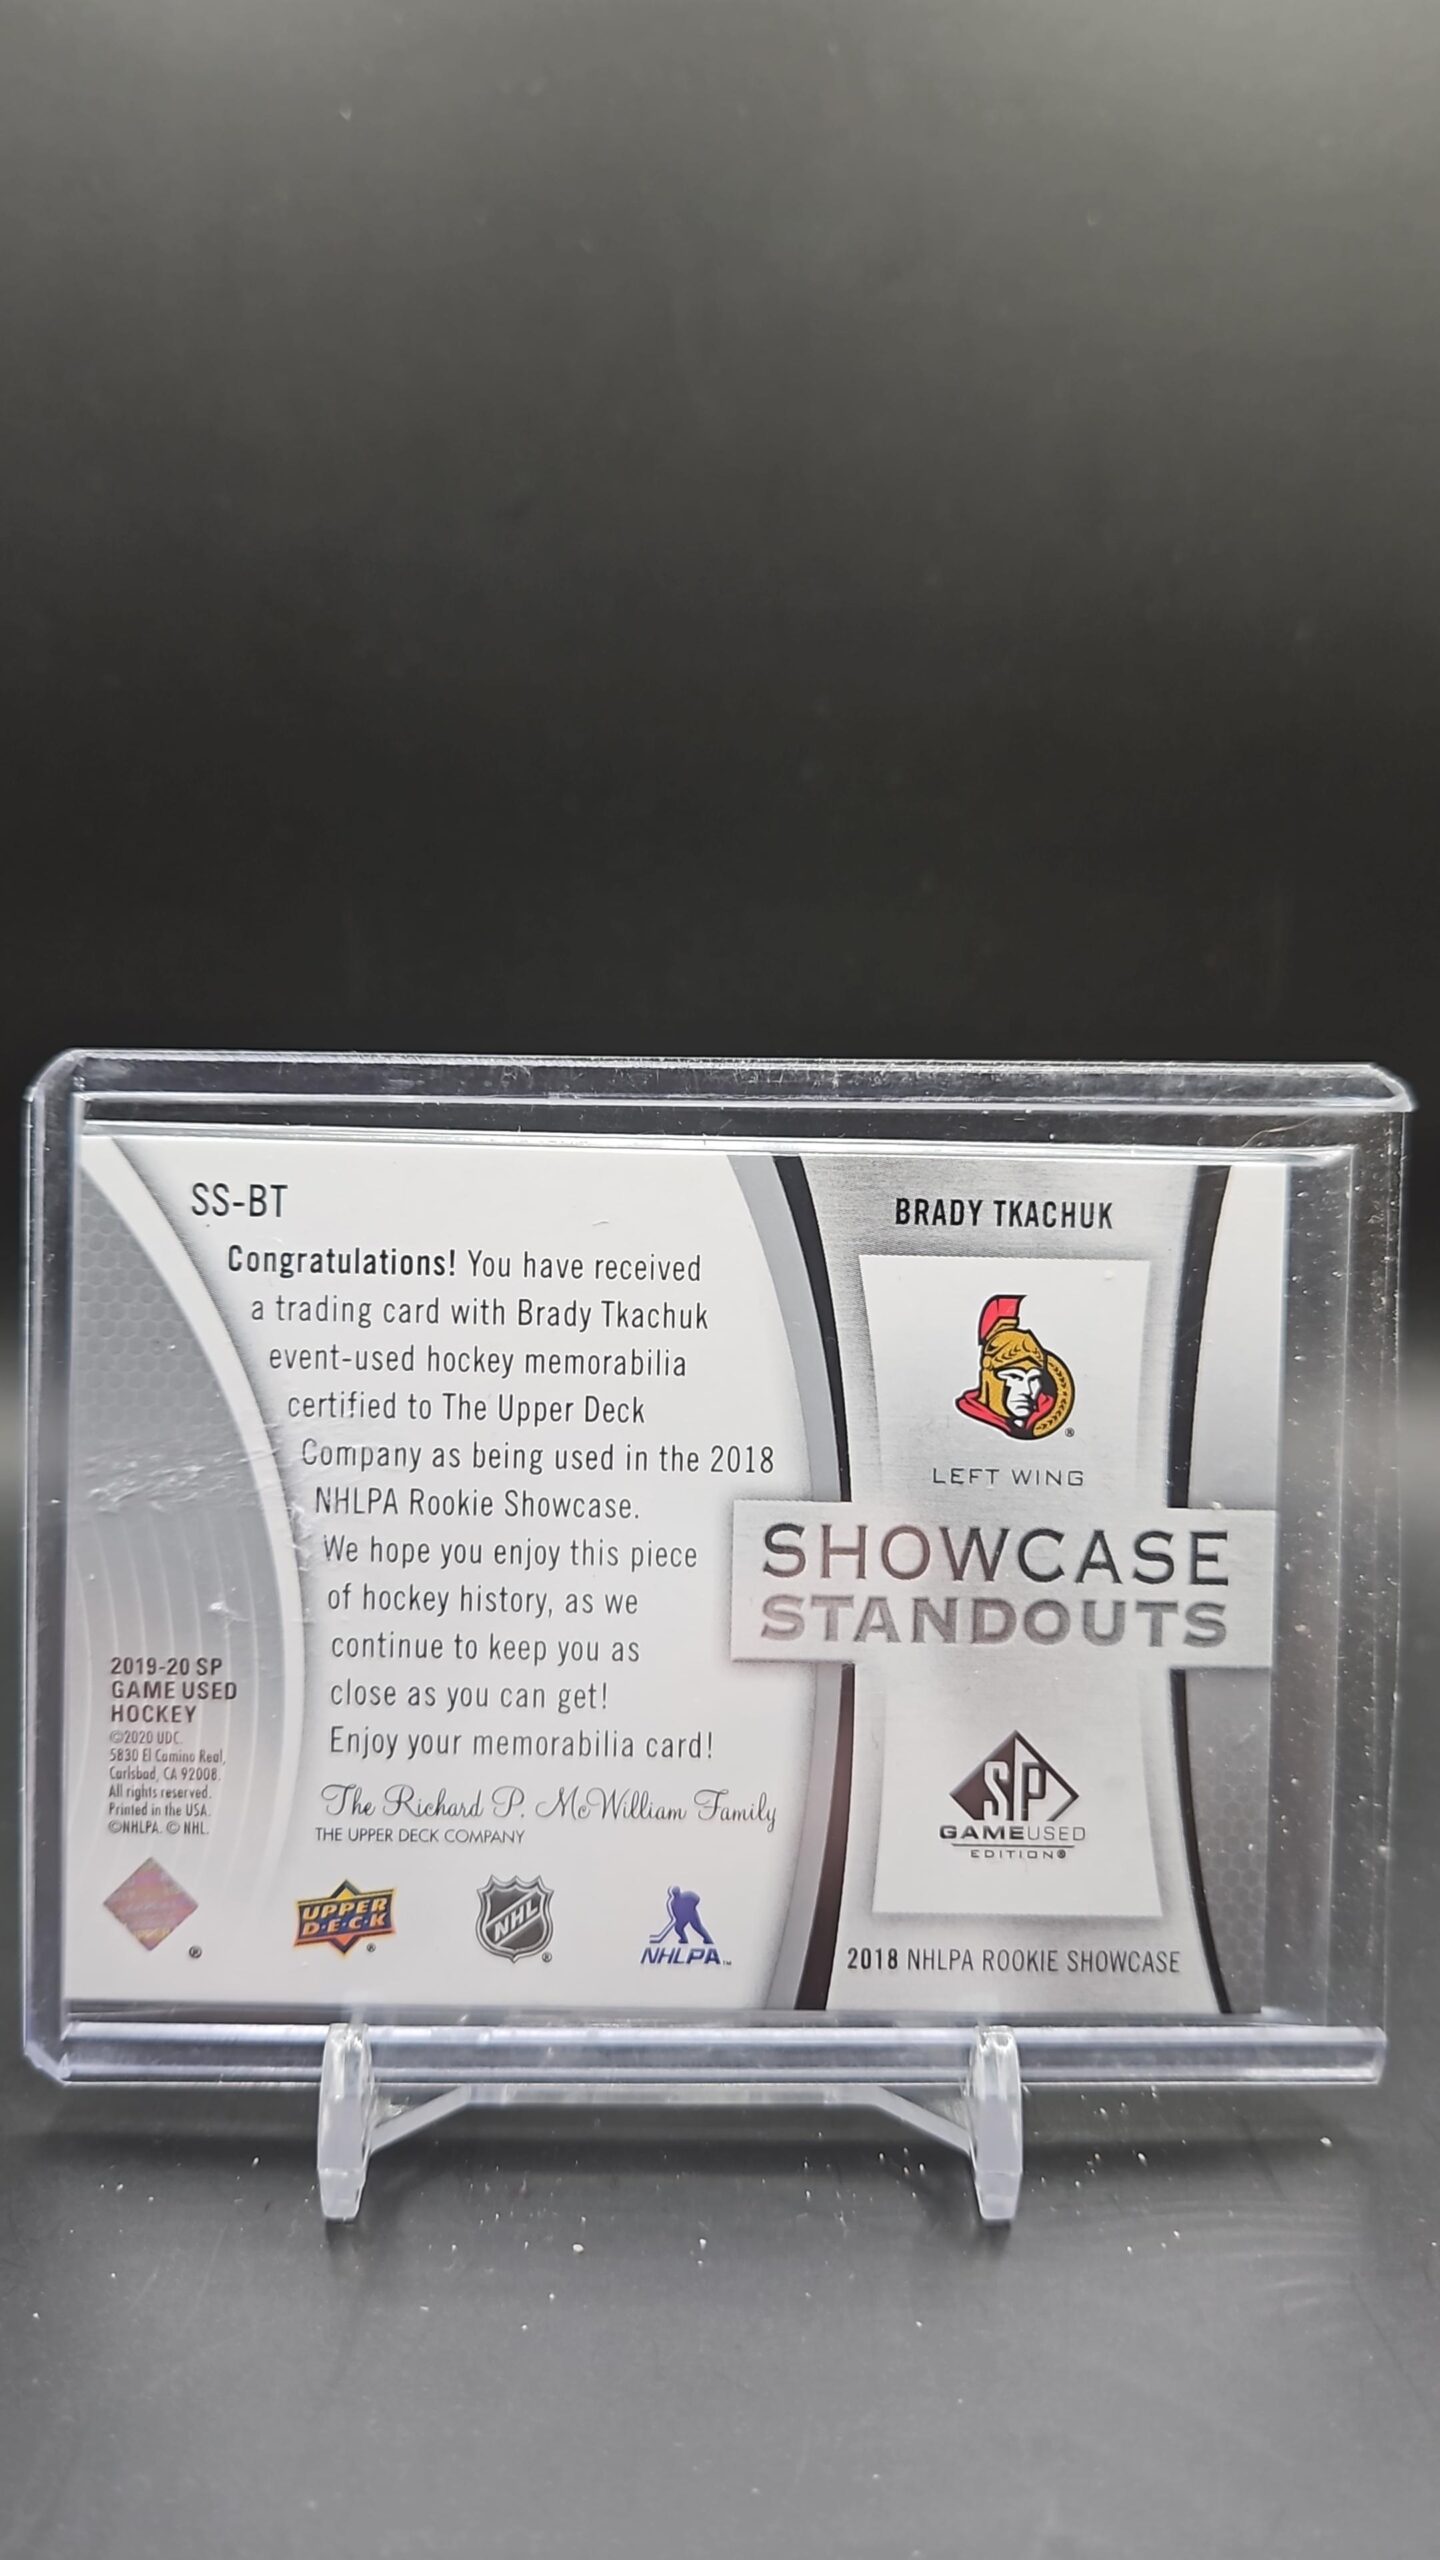 SS-BT
Congratulations! You have received
a trading card with Brady Tkachuk
event-used hockey memorabilia
certified to The Upper Deck
Company as being used in the 2018
NHLPA Rookie Showcase.
We hope you enjoy this piece
of hockey history, as we
continue to keep you as
close as you can get!
Enjoy your memorabilia card!
The Richard P. McWilliam Family
THE UPPER DECK COMPANY
2019-20 SP
GAME USED
HOCKEY
©2020 UDC.
5830 El Camino Real,
Carlsbad, CA 92008.
All rights reserved.
Printed in the USA.
©NHLPA. © NHL.
®
UPPER
D·E·C·K
®
NHL
®
NHLPA™
BRADY TKACHUK
®
LEFT WING
SHOWCASE
STANDOUTS
SP
GAMEUSED
EDITION®
2018 NHLPA ROOKIE SHOWCASE